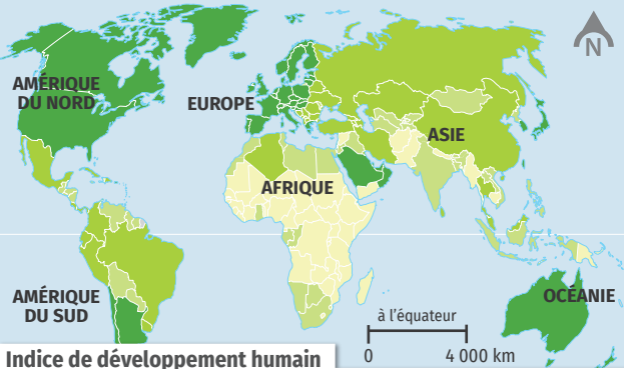 N
AMÉRIQUE
DU NORD
EUROPE
ASIE
AFRIQUE
AMÉRIQUE
DU SUD
OCÉANIE
à l'équateur
0 4 000 km
Indice de développement humain